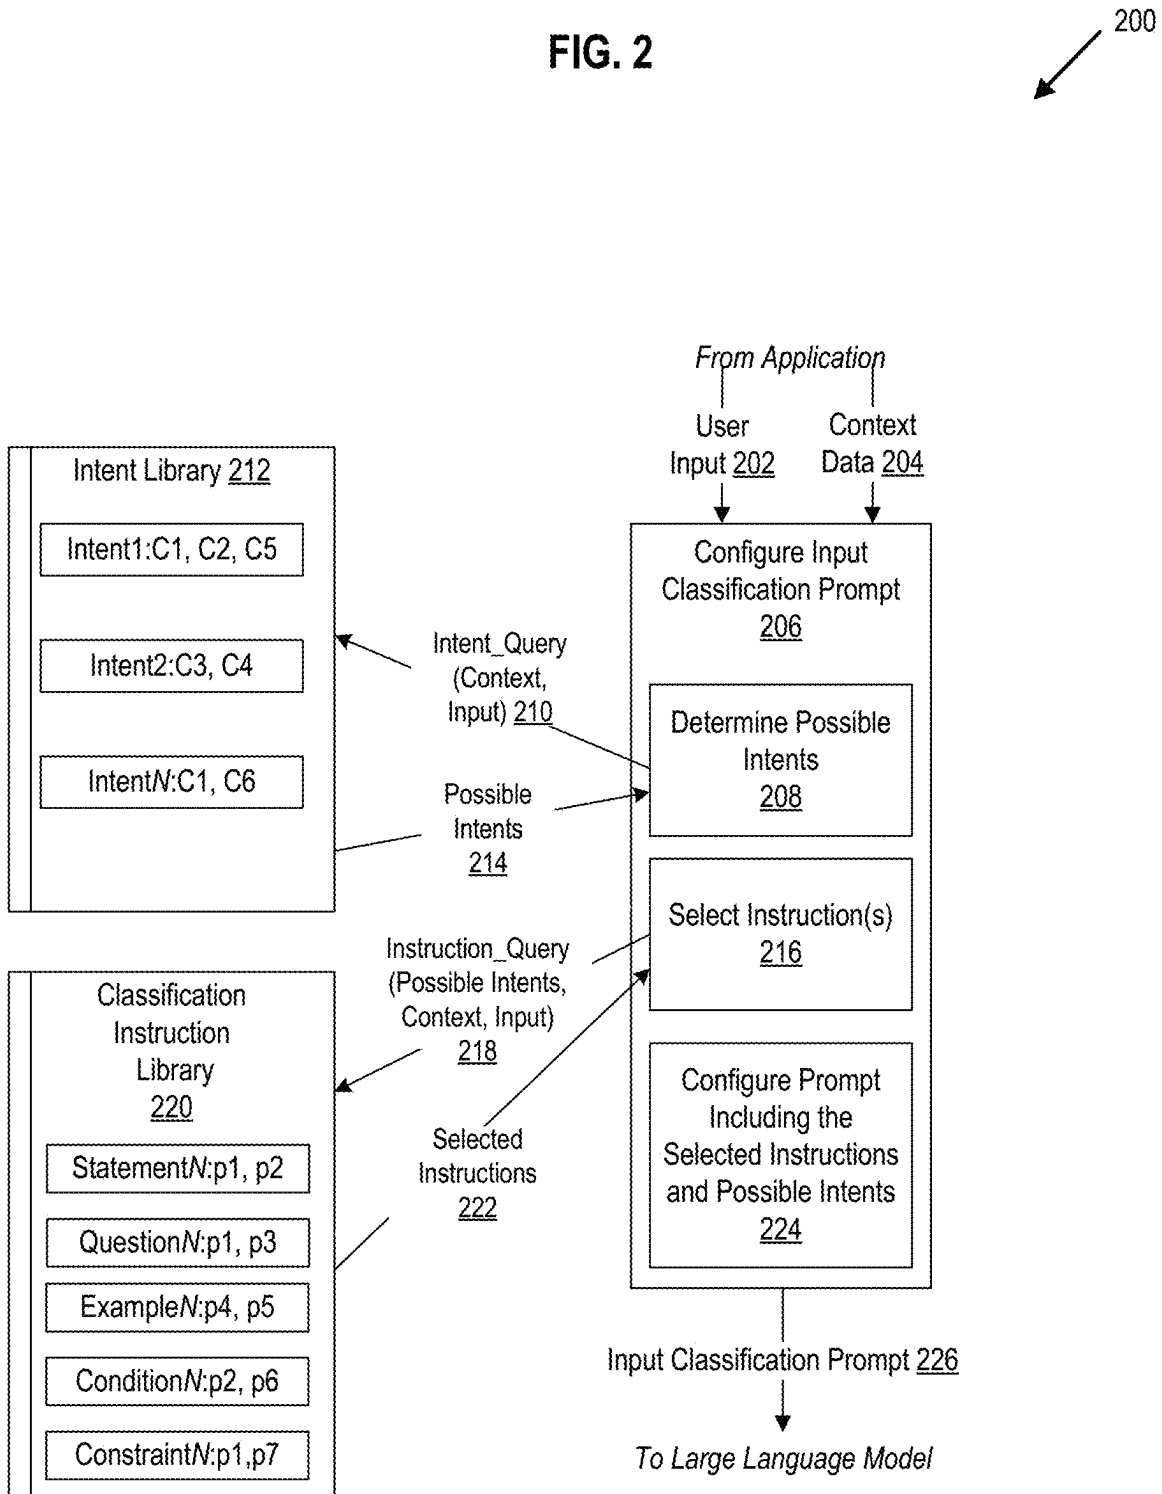 200
FIG. 2
From Application
User
Input 202
Context
Data 204
Intent Library 212
Intent1:C1, C2, C5
Intent2:C3, C4
IntentN:C1, C6
Intent_Query
(Context,
Input) 210
Possible
Intents
214
Configure Input
Classification Prompt
206
Determine Possible
Intents
208
Select Instruction(s)
216
Configure Prompt
Including the
Selected Instructions
and Possible Intents
224
Instruction_Query
(Possible Intents,
Context, Input)
218
Selected
Instructions
222
Classification
Instruction
Library
220
StatementN:p1, p2
QuestionN:p1, p3
ExampleN:p4, p5
ConditionN:p2, p6
ConstraintN:p1,p7
Input Classification Prompt 226
To Large Language Model